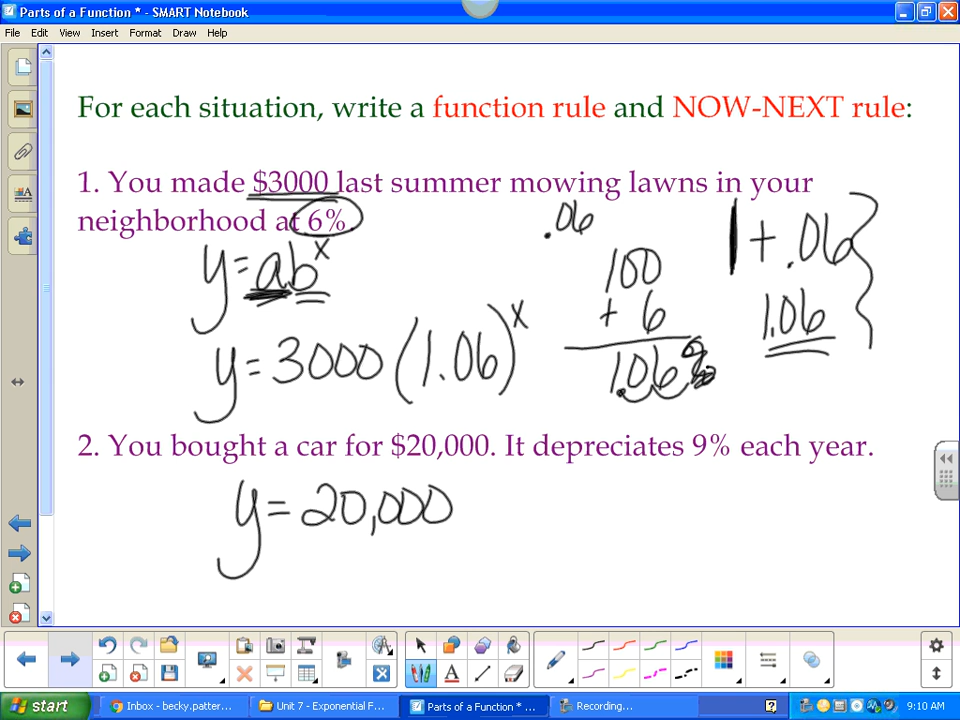 Parts of a Function * - SMART Notebook
File Edit View Insert Format Draw Help
For each situation, write a function rule and NOW-NEXT rule:
1. You made $3000 last summer mowing lawns in your
neighborhood at 6%.
.06
1 + .06
y = ab^x
100
+ 6
1.06
y = 3000 (1.06)^x
1.06%
2. You bought a car for $20,000. It depreciates 9% each year.
y = 20,000
start
Inbox - becky.patter...
Unit 7 - Exponential F...
Parts of a Function * ...
Recording...
9:10 AM